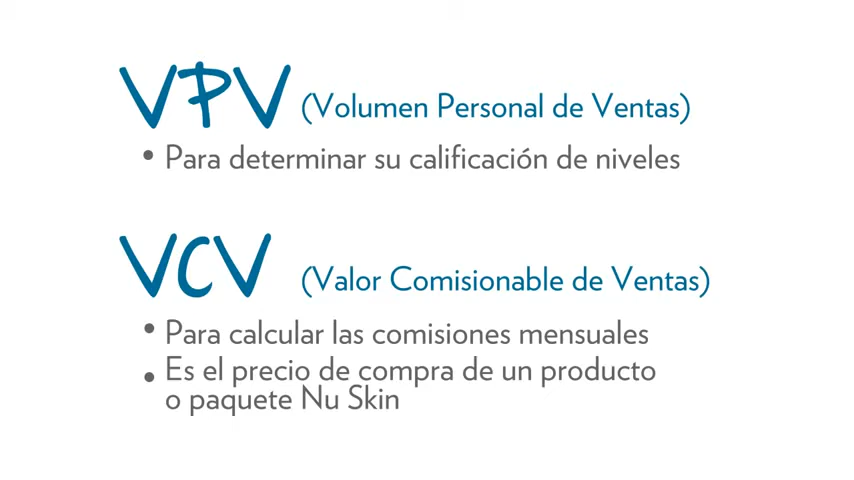 VPV (Volumen Personal de Ventas)
• Para determinar su calificación de niveles
VCV (Valor Comisionable de Ventas)
• Para calcular las comisiones mensuales
• Es el precio de compra de un producto
o paquete Nu Skin